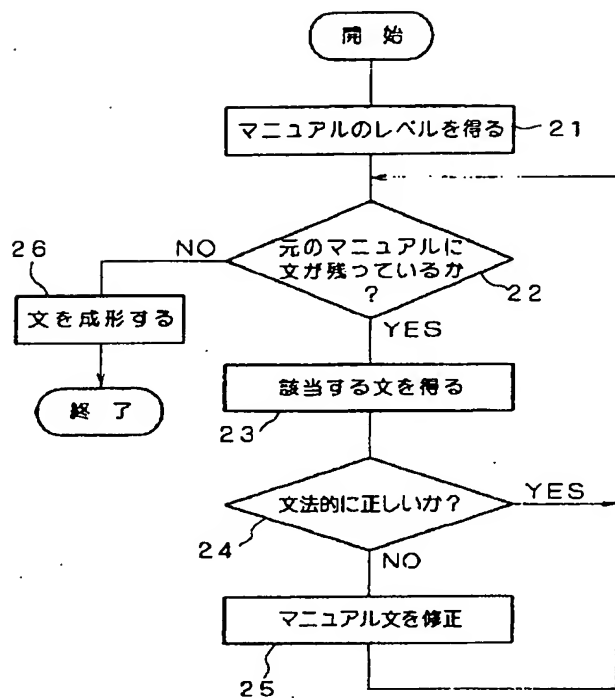 開 始
マニュアルのレベルを得る
21
元のマニュアルに
文が残っているか
?
22
NO
26
文を成形する
終 了
YES
該当する文を得る
23
文法的に正しいか?
YES
24
NO
マニュアル文を修正
25